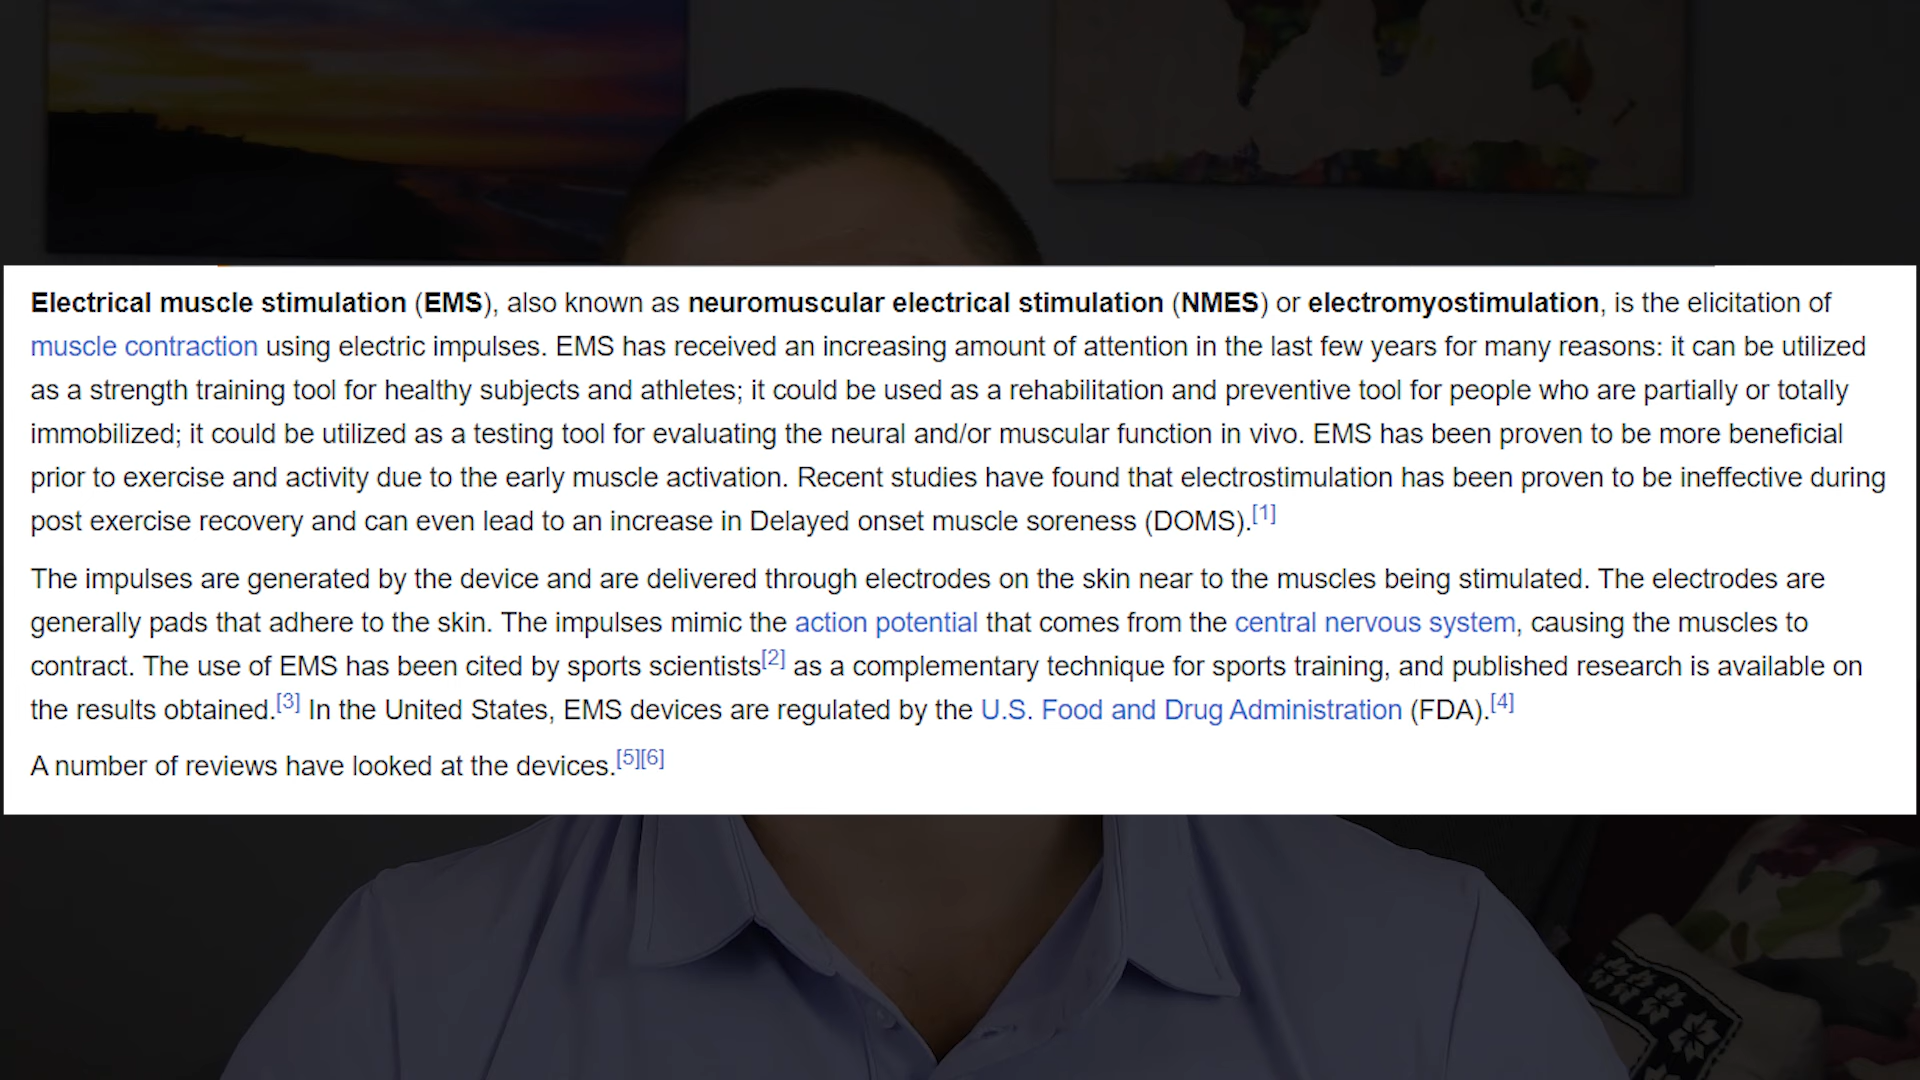 Electrical muscle stimulation (EMS), also known as neuromuscular electrical stimulation (NMES) or electromyostimulation, is the elicitation of
muscle contraction using electric impulses. EMS has received an increasing amount of attention in the last few years for many reasons: it can be utilized
as a strength training tool for healthy subjects and athletes; it could be used as a rehabilitation and preventive tool for people who are partially or totally
immobilized; it could be utilized as a testing tool for evaluating the neural and/or muscular function in vivo. EMS has been proven to be more beneficial
prior to exercise and activity due to the early muscle activation. Recent studies have found that electrostimulation has been proven to be ineffective during
post exercise recovery and can even lead to an increase in Delayed onset muscle soreness (DOMS).[1]
The impulses are generated by the device and are delivered through electrodes on the skin near to the muscles being stimulated. The electrodes are
generally pads that adhere to the skin. The impulses mimic the action potential that comes from the central nervous system, causing the muscles to
contract. The use of EMS has been cited by sports scientists[2] as a complementary technique for sports training, and published research is available on
the results obtained.[3] In the United States, EMS devices are regulated by the U.S. Food and Drug Administration (FDA).[4]
A number of reviews have looked at the devices.[5][6]